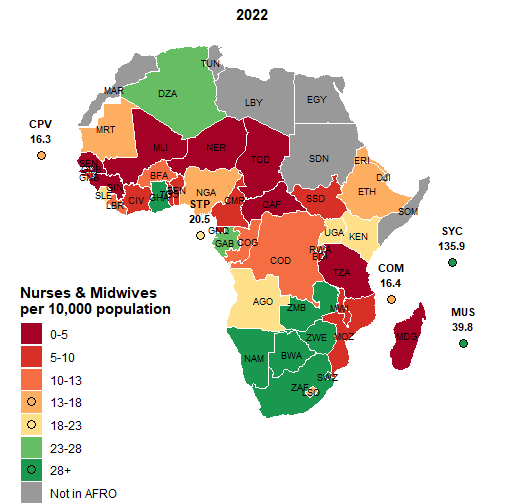 2022
TUN
MAR
DZA
LBY
EGY
CPV
16.3
MRT
MLI
NER
TCD
SDN
ERI
SEN
GIN
BFA
BEN
NGA
DJI
ETH
SLE
LBR
CIV
GHA
CMR
CAF
SSD
SOM
STP
20.5
GNQ
GAB
COG
COD
UGA
KEN
SYC
135.9
RWA
BDI
TZA
COM
16.4
AGO
ZMB
MWI
MOZ
MUS
39.8
MDG
NAM
BWA
ZWE
ZAF
SWZ
LSO
Nurses & Midwives
per 10,000 population
0-5
5-10
10-13
13-18
18-23
23-28
28+
Not in AFRO